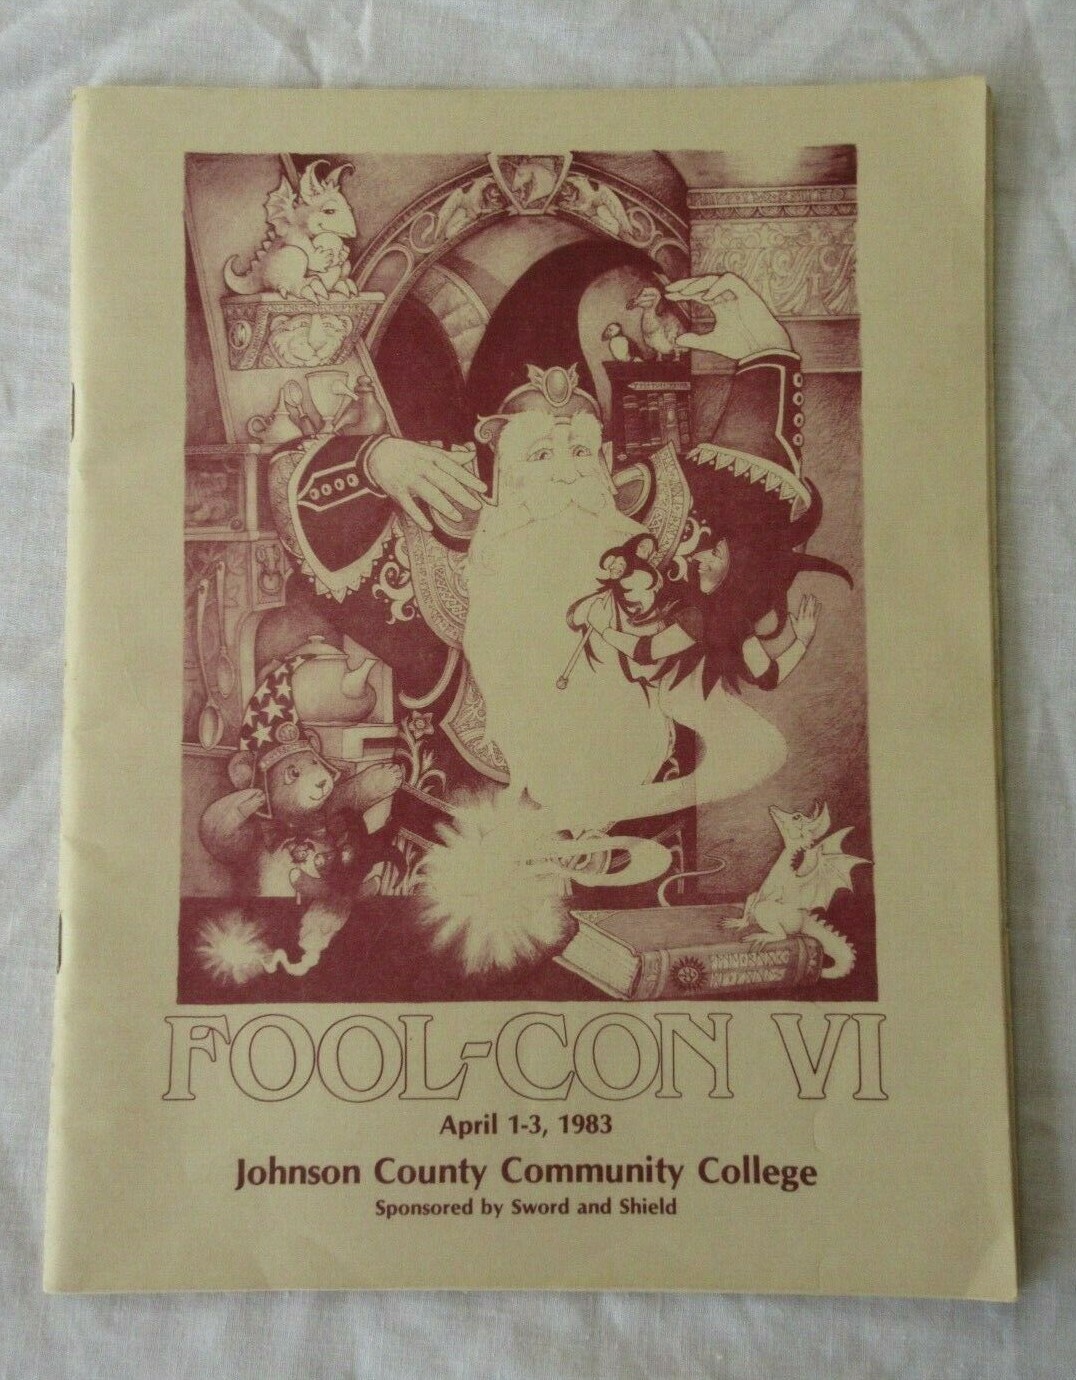 FOOL-CON VI
April 1-3, 1983
Johnson County Community College
Sponsored by Sword and Shield